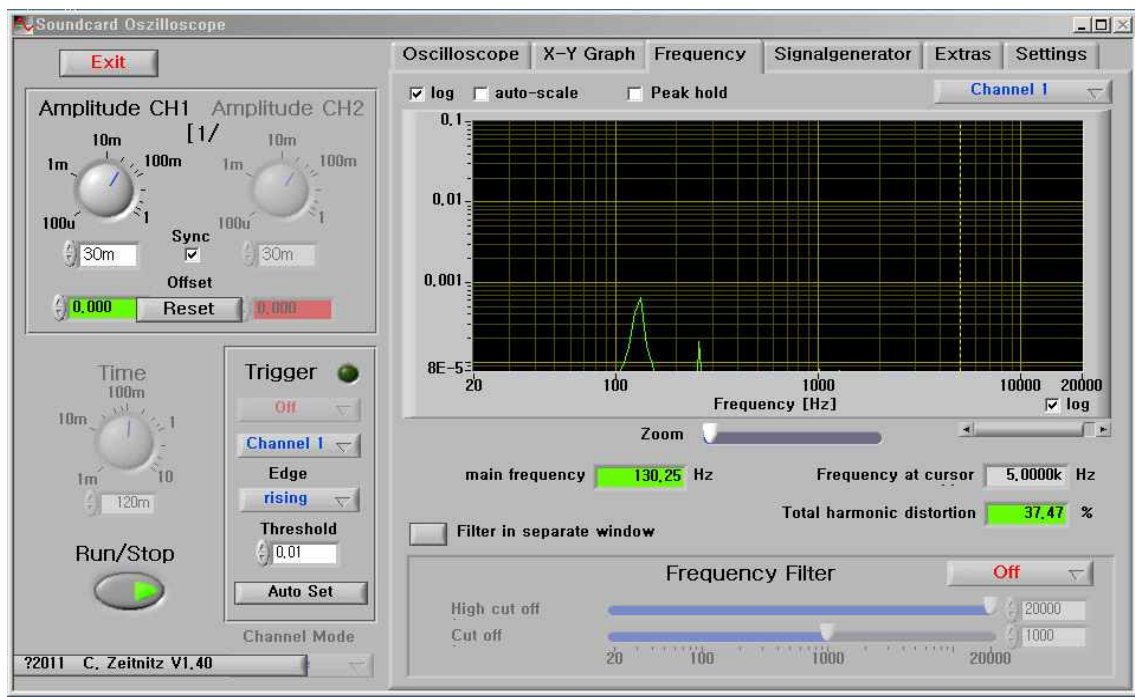 Soundcard Oszilloscope
Exit
Oscilloscope X-Y Graph Frequency Signalgenerator Extras Settings
Amplitude CH1 Amplitude CH2
[1/
10m 10m
1m 100m 1m 100m
100u 1 100u 1
Sync
30m 30m
Offset
0,000 Reset 0,000
log auto-scale Peak hold Channel 1
0,1
0,01
0,001
8E-5
20 100 1000 10000 20000
Frequency [Hz] log
Zoom
main frequency 130,25 Hz Frequency at cursor 5,0000k Hz
Total harmonic distortion 37,47 %
Filter in separate window
Time
100m
10m 1
1m 10
120m
Run/Stop
Trigger
Off
Channel 1
Edge
rising
Threshold
0,01
Auto Set
Channel Mode
?2011 C. Zeitnitz V1,40
Frequency Filter Off
High cut off 20000
Cut off 1000
20 100 1000 20000